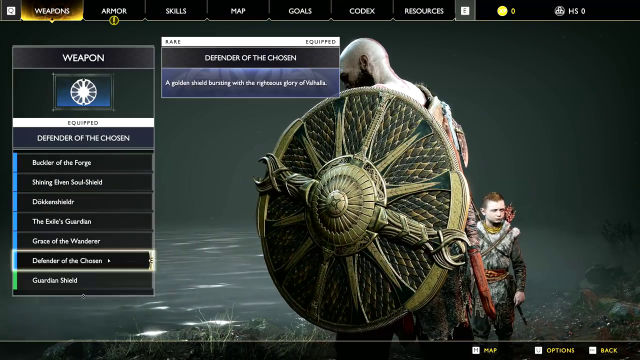 Q WEAPONS ARMOR SKILLS MAP GOALS CODEX RESOURCES E 0 HS 0
RARE EQUIPPED
DEFENDER OF THE CHOSEN
A golden shield bursting with the righteous glory of Valhalla.
WEAPON
EQUIPPED
DEFENDER OF THE CHOSEN
Buckler of the Forge
Shining Elven Soul-Shield
Dökkenshieldr
The Exile's Guardian
Grace of the Wanderer
Defender of the Chosen
Guardian Shield
MAP OPTIONS BACK